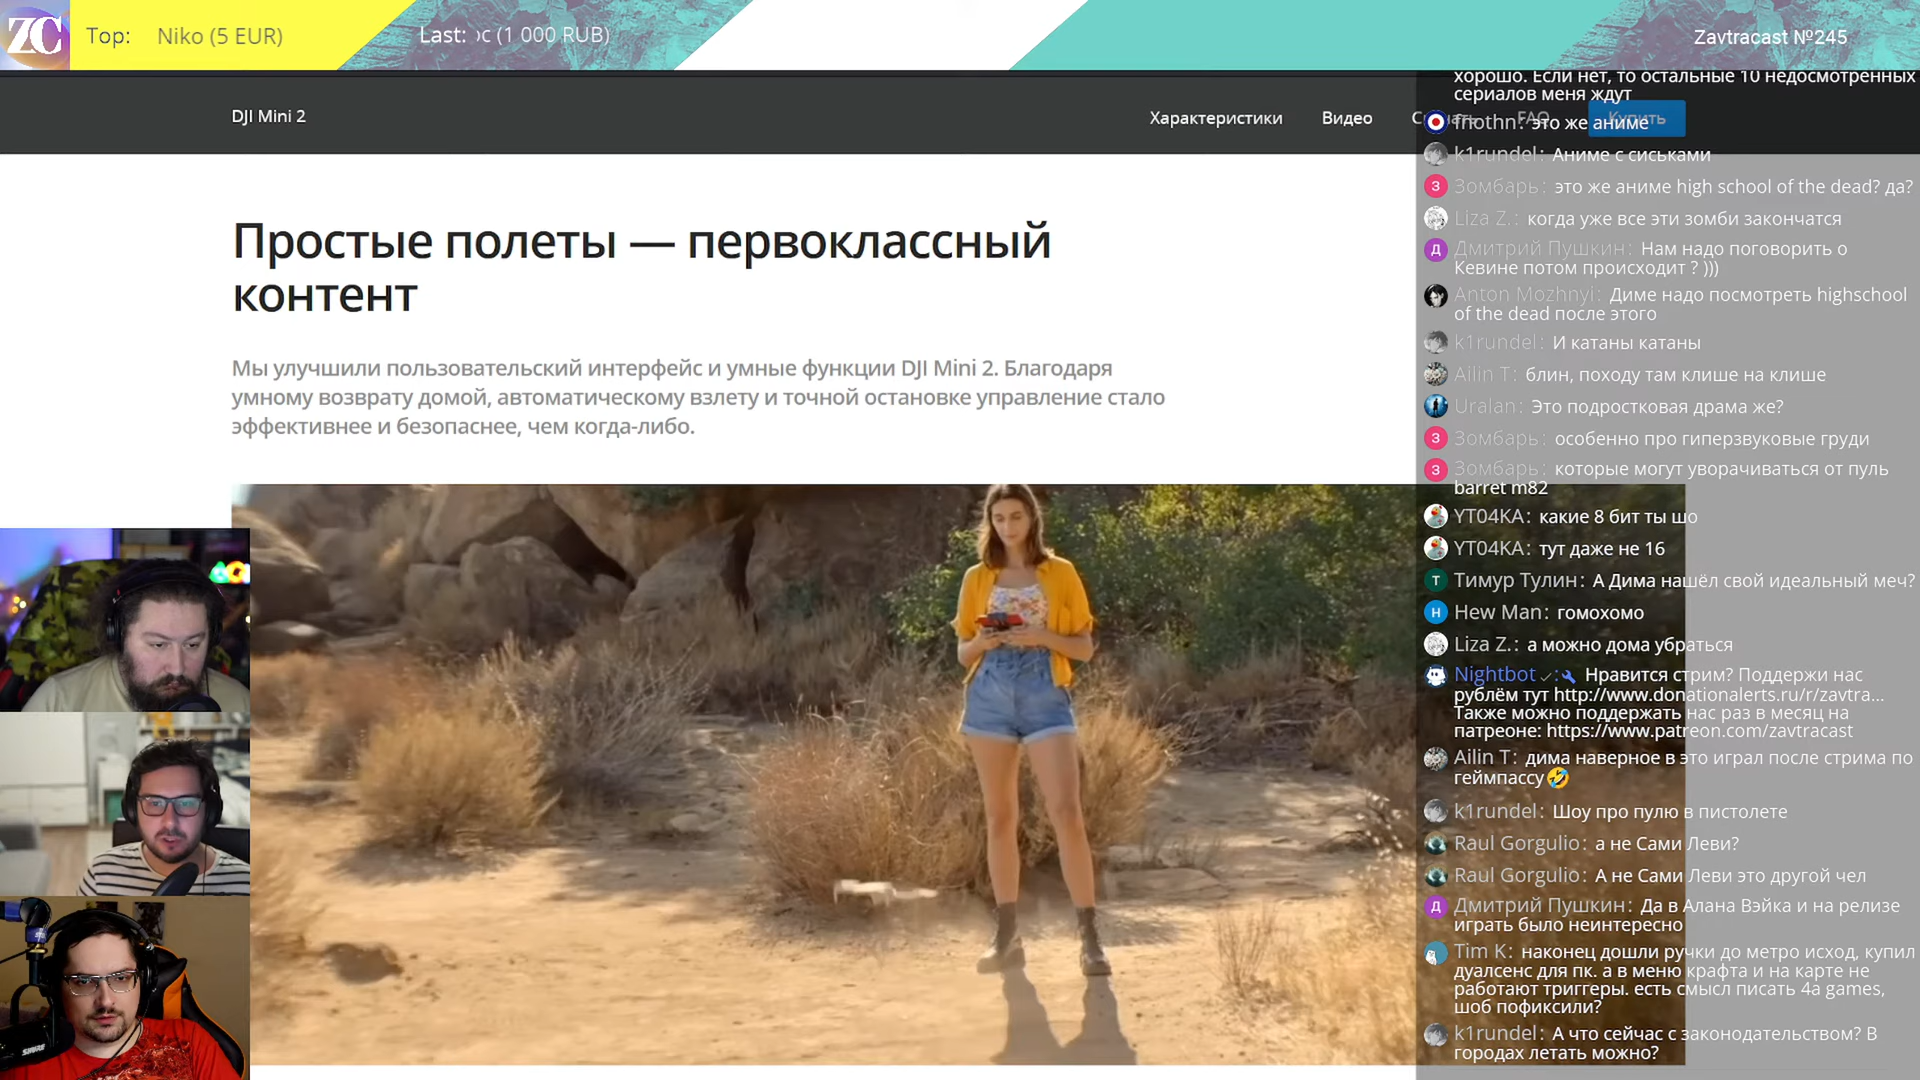 ZC
Top: Niko (5 EUR)
Last: ос (1 000 RUB)
Zavtracast №245
DJI Mini 2
Характеристики
Видео
FAQ
Купить
Простые полеты — первоклассный
контент
Мы улучшили пользовательский интерфейс и умные функции DJI Mini 2. Благодаря
умному возврату домой, автоматическому взлету и точной остановке управление стало
эффективнее и безопаснее, чем когда-либо.
SHURE
хорошо. Если нет, то остальные 10 недосмотренных
сериалов меня ждут
fnothn: это же аниме
k1rundel: Аниме с сиськами
Зомбарь: это же аниме high school of the dead? да?
Liza Z.: когда уже все эти зомби закончатся
Дмитрий Пушкин: Нам надо поговорить о
Кевине потом происходит ? )))
Anton Mozhnyi: Диме надо посмотреть highschool
of the dead после этого
k1rundel: И катаны катаны
Ailin T: блин, походу там клише на клише
Uralan: Это подростковая драма же?
Зомбарь: особенно про гиперзвуковые груди
Зомбарь: которые могут уворачиваться от пуль
barret m82
YT04KA: какие 8 бит ты шо
YT04KA: тут даже не 16
Тимур Тулин: А Дима нашёл свой идеальный меч?
Hew Man: гомохомо
Liza Z.: а можно дома убраться
Nightbot: Нравится стрим? Поддержи нас
рублём тут http://www.donationalerts.ru/r/zavtra...
Также можно поддержать нас раз в месяц на
патреоне: https://www.patreon.com/zavtracast
Ailin T: дима наверное в это играл после стрима по
геймпассу🤣
k1rundel: Шоу про пулю в пистолете
Raul Gorgulio: а не Сами Леви?
Raul Gorgulio: А не Сами Леви это другой чел
Дмитрий Пушкин: Да в Алана Вэйка и на релизе
играть было неинтересно
Tim K: наконец дошли ручки до метро исход, купил
дуалсенс для пк. а в меню крафта и на карте не
работают триггеры. есть смысл писать 4a games,
шоб пофиксили?
k1rundel: А что сейчас с законодательством? В
городах летать можно?